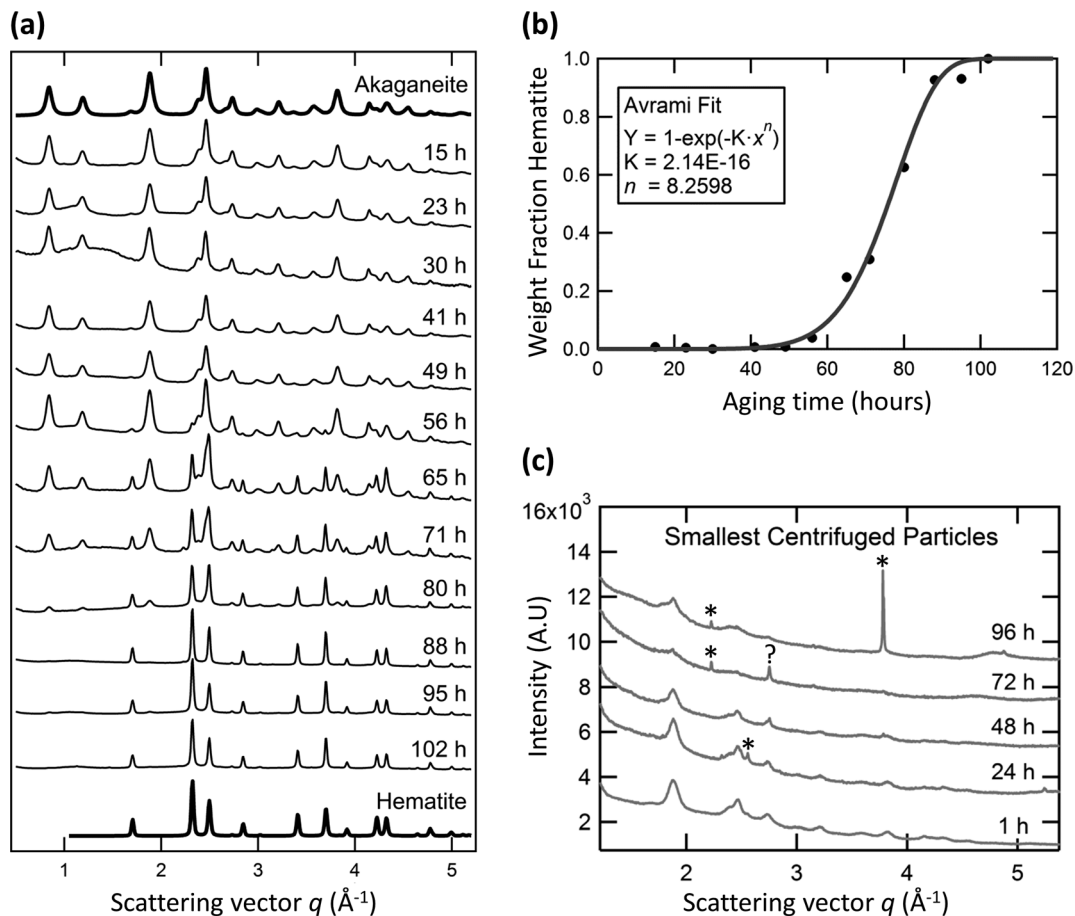 (a)
Akaganeite
15 h
23 h
30 h
41 h
49 h
56 h
65 h
71 h
80 h
88 h
95 h
102 h
Hematite
1 2 3 4 5
Scattering vector q (Å-1)
(b)
Weight Fraction Hematite
1.0
0.8
0.6
0.4
0.2
0.0
Avrami Fit
Y = 1-exp(-K·xⁿ)
K = 2.14E-16
n = 8.2598
0 20 40 60 80 100 120
Aging time (hours)
(c)
Intensity (A.U)
16x10³
14
12
10
8
6
4
2
Smallest Centrifuged Particles
*
* 96 h
* ? 72 h
48 h
* 24 h
1 h
2 3 4 5
Scattering vector q (Å-1)